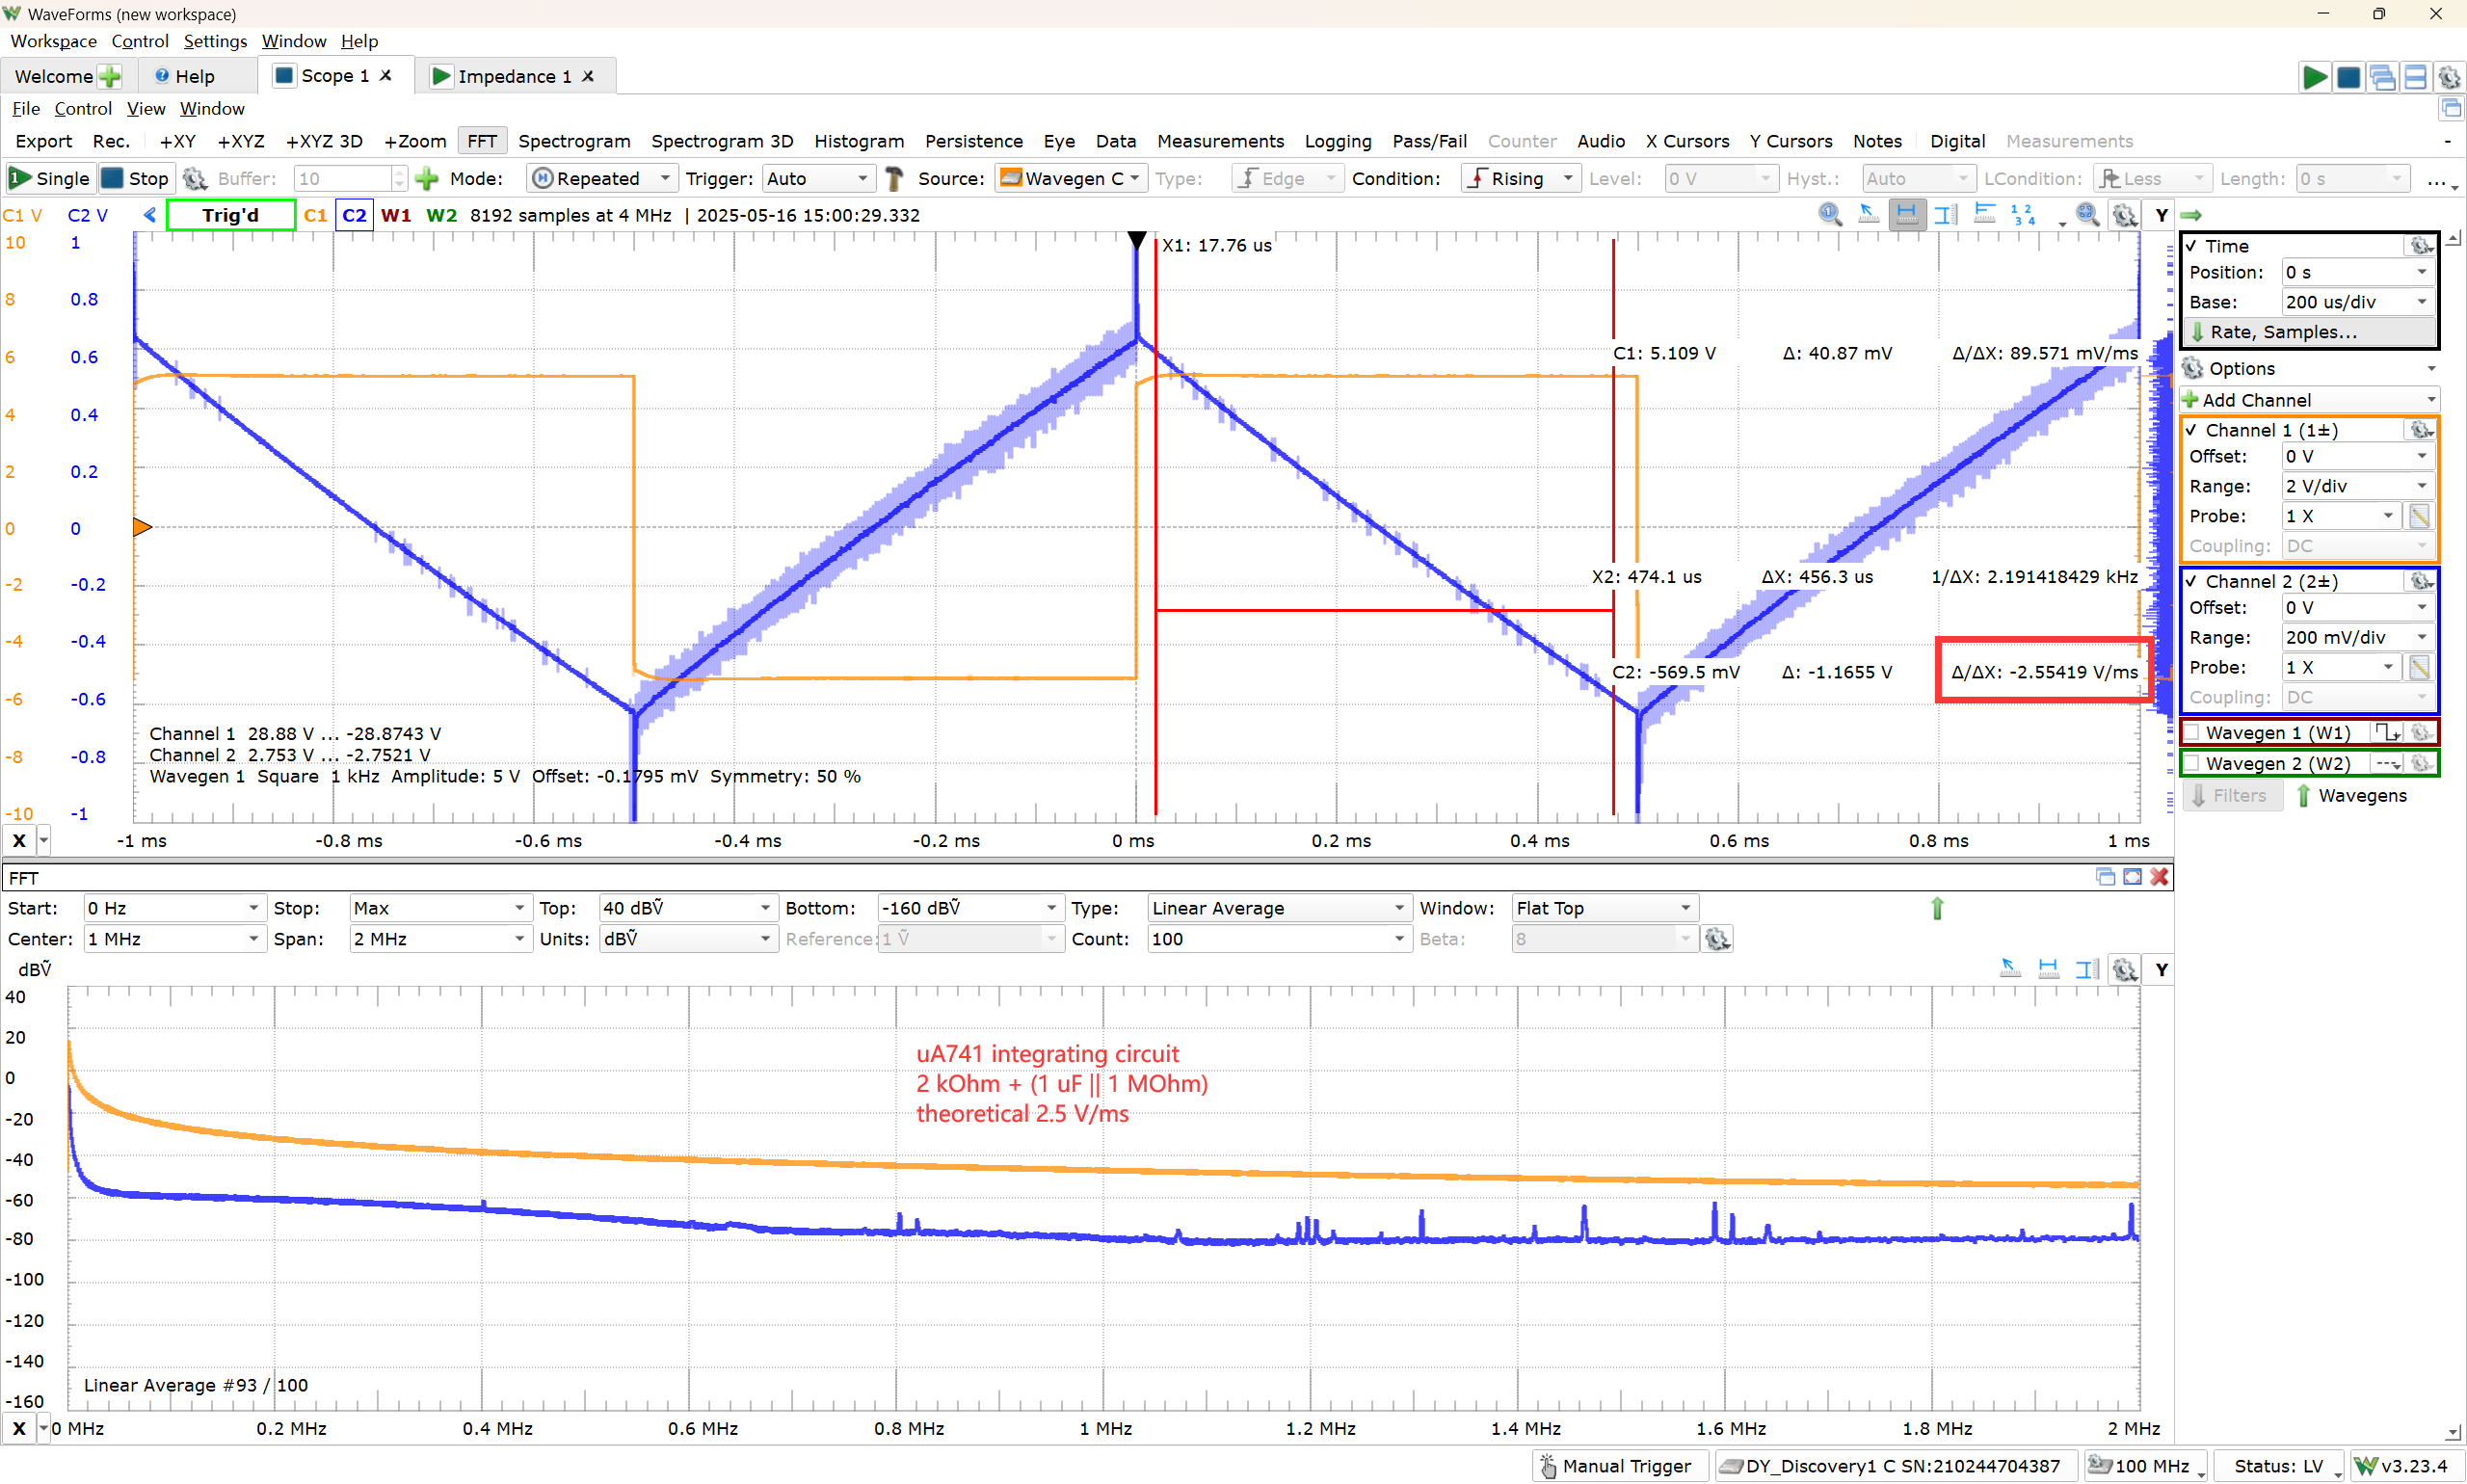 WaveForms (new workspace)
Workspace Control Settings Window Help
Welcome Help Scope 1 Impedance 1
File Control View Window
Export Rec. +XY +XYZ +XYZ 3D +Zoom FFT Spectrogram Spectrogram 3D Histogram Persistence Eye Data Measurements Logging Pass/Fail Counter Audio X Cursors Y Cursors Notes Digital Measurements
Single Stop Buffer: 10 Mode: Repeated Trigger: Auto Source: Wavegen C Type: Edge Condition: Rising Level: 0 V Hyst.: Auto LCondition: Less Length: 0 s ...
C1 V C2 V Trig'd C1 C2 W1 W2 8192 samples at 4 MHz | 2025-05-16 15:00:29.332 Y
10 1
8 0.8
6 0.6
4 0.4
2 0.2
0 0
-2 -0.2
-4 -0.4
-6 -0.6
-8 -0.8
-10 -1
X1: 17.76 us
C1: 5.109 V Δ: 40.87 mV Δ/ΔX: 89.571 mV/ms
X2: 474.1 us ΔX: 456.3 us 1/ΔX: 2.191418429 kHz
C2: -569.5 mV Δ: -1.1655 V Δ/ΔX: -2.55419 V/ms
Channel 1 28.88 V ... -28.8743 V
Channel 2 2.753 V ... -2.7521 V
Wavegen 1 Square 1 kHz Amplitude: 5 V Offset: -0.1795 mV Symmetry: 50 %
X -1 ms -0.8 ms -0.6 ms -0.4 ms -0.2 ms 0 ms 0.2 ms 0.4 ms 0.6 ms 0.8 ms 1 ms
Time
Position: 0 s
Base: 200 us/div
Rate, Samples...
Options
Add Channel
Channel 1 (1±)
Offset: 0 V
Range: 2 V/div
Probe: 1 X
Coupling: DC
Channel 2 (2±)
Offset: 0 V
Range: 200 mV/div
Probe: 1 X
Coupling: DC
Wavegen 1 (W1)
Wavegen 2 (W2)
Filters Wavegens
FFT
Start: 0 Hz Stop: Max Top: 40 dBṼ Bottom: -160 dBṼ Type: Linear Average Window: Flat Top
Center: 1 MHz Span: 2 MHz Units: dBṼ Reference: 1 Ṽ Count: 100 Beta: 8
dBṼ Y
40
20
0
-20
-40
-60
-80
-100
-120
-140
-160
uA741 integrating circuit
2 kOhm + (1 uF || 1 MOhm)
theoretical 2.5 V/ms
Linear Average #93 / 100
X 0 MHz 0.2 MHz 0.4 MHz 0.6 MHz 0.8 MHz 1 MHz 1.2 MHz 1.4 MHz 1.6 MHz 1.8 MHz 2 MHz
Manual Trigger DY_Discovery1 C SN:210244704387 100 MHz Status: LV v3.23.4